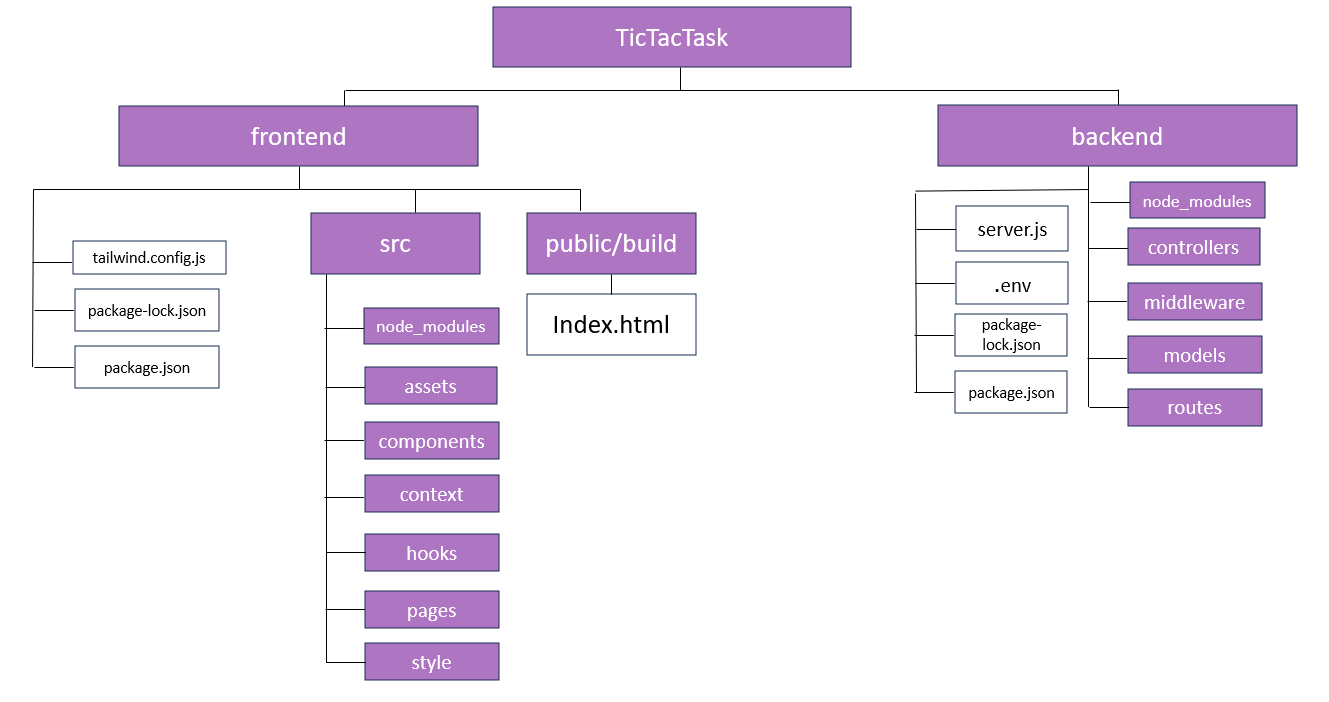 TicTacTask
frontend
tailwind.config.js
package-lock.json
package.json
src
node_modules
assets
components
context
hooks
pages
style
public/build
Index.html
backend
server.js
.env
package-
lock.json
package.json
node_modules
controllers
middleware
models
routes